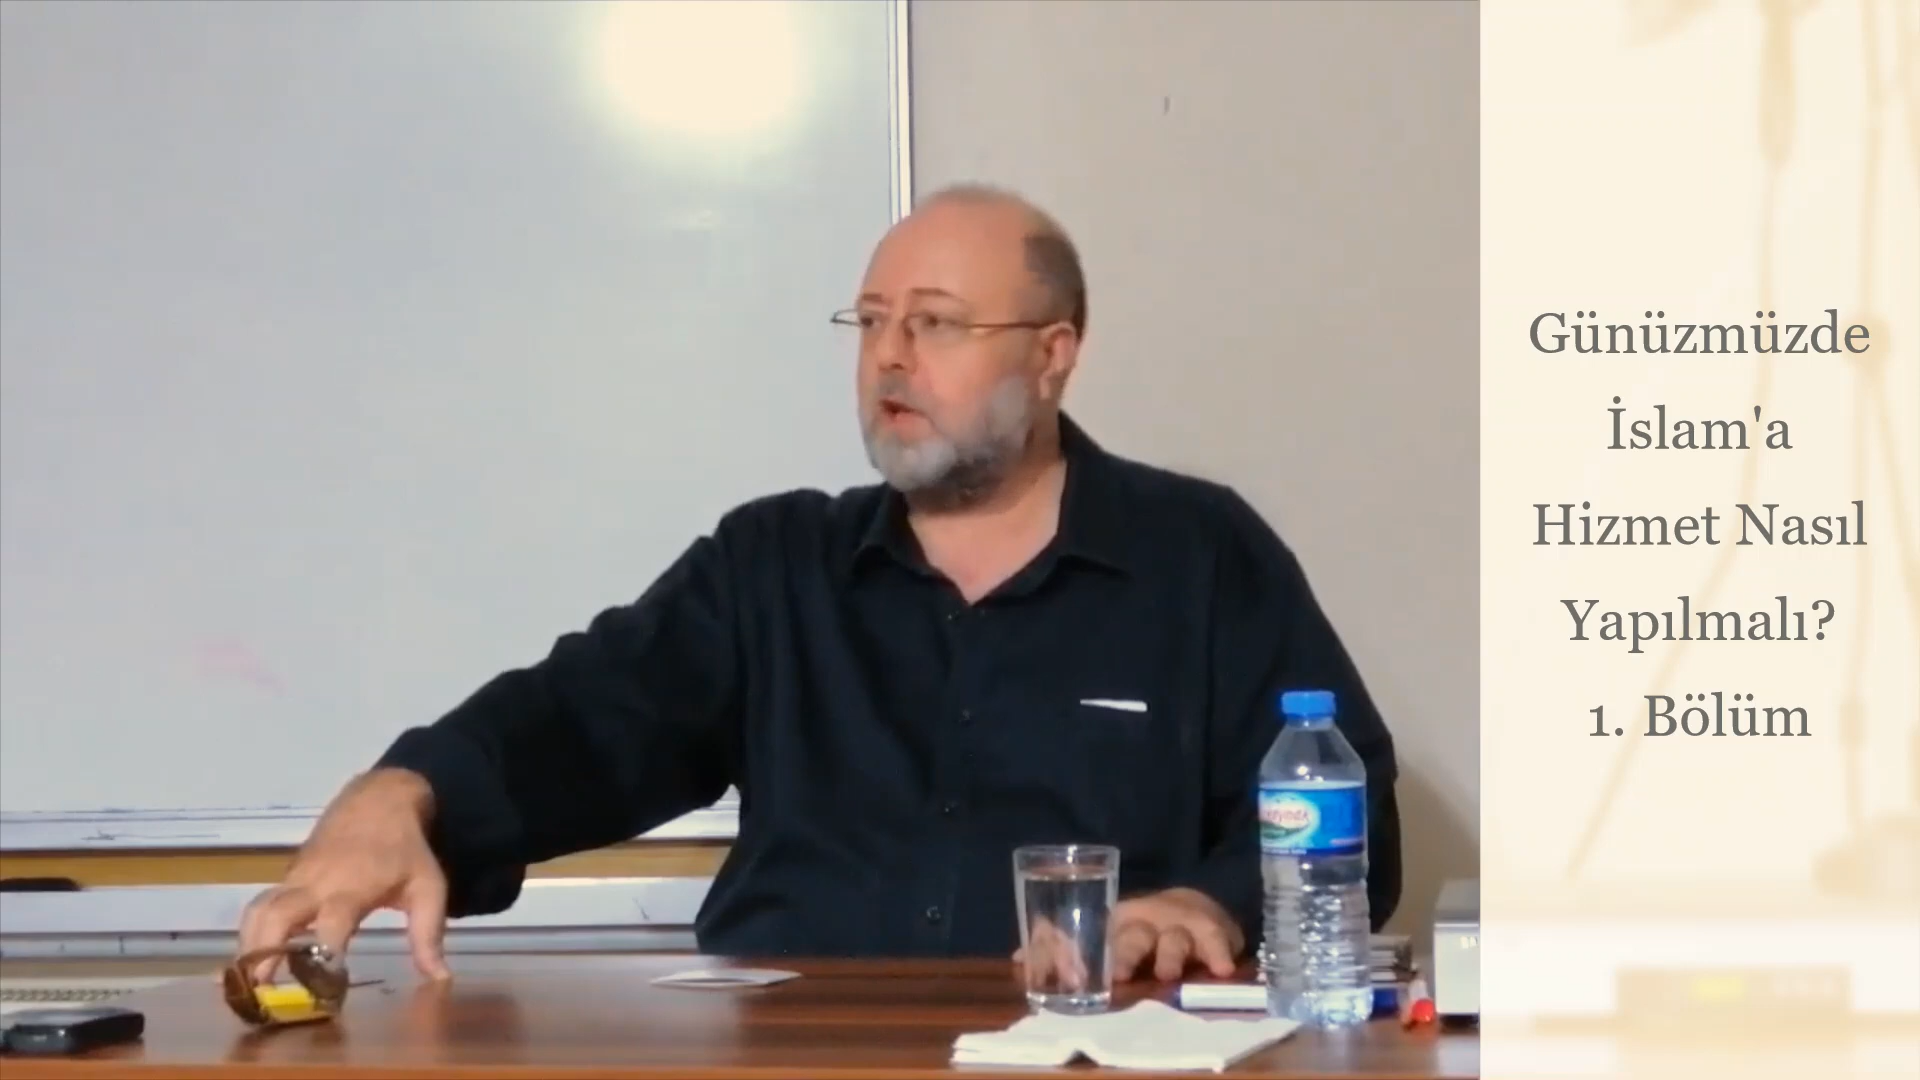 Günüzmüzde
İslam'a
Hizmet Nasıl
Yapılmalı?
1. Bölüm